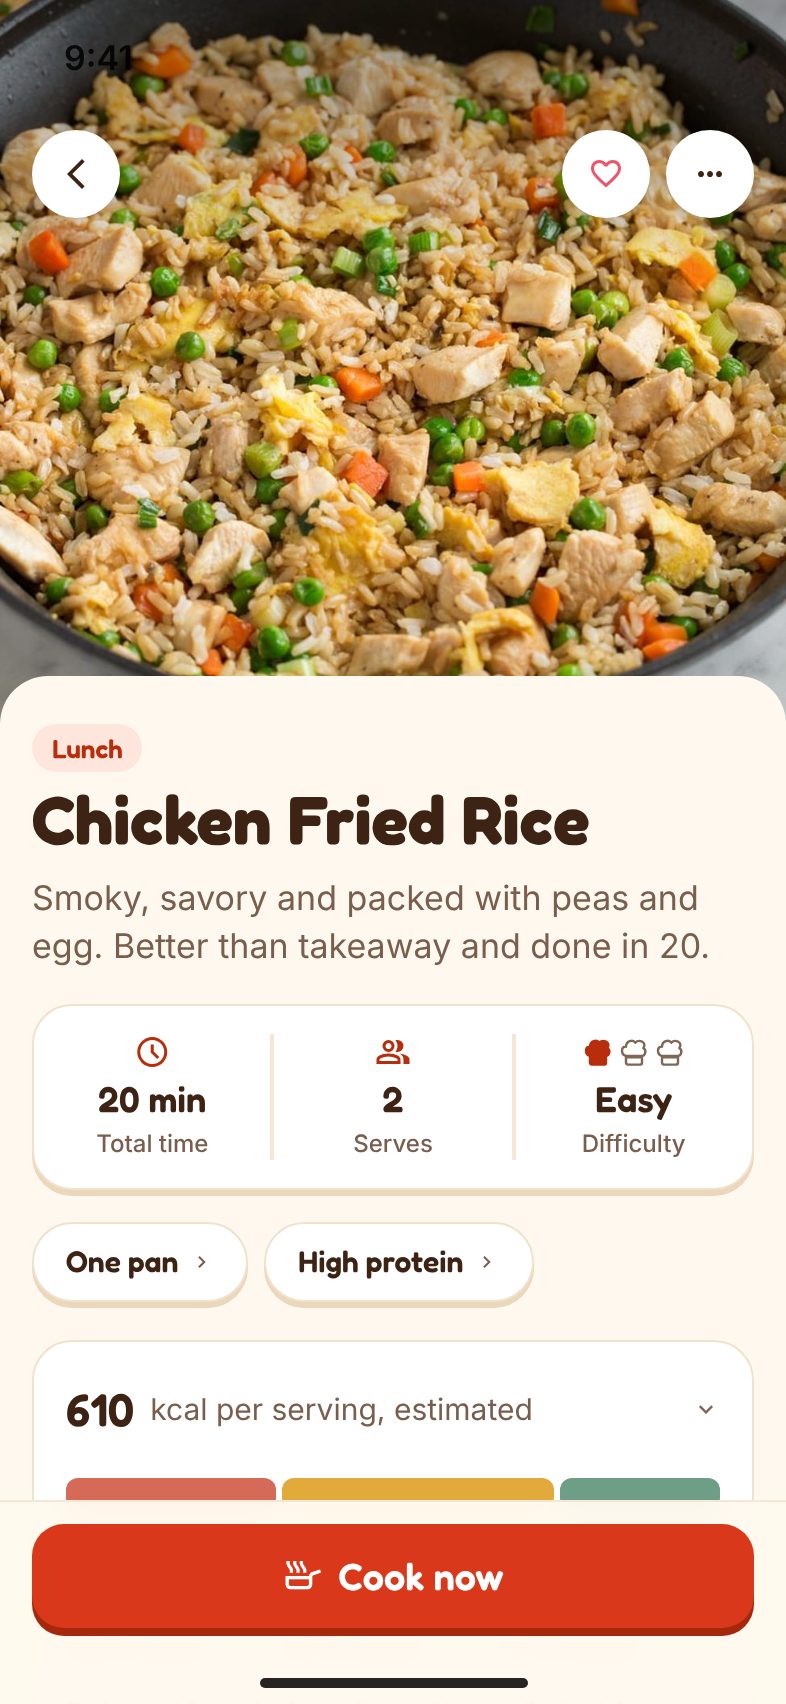 9:41
Lunch
Chicken Fried Rice
Smoky, savory and packed with peas and
egg. Better than takeaway and done in 20.
20 min
Total time
2
Serves
Easy
Difficulty
One pan
High protein
610 kcal per serving, estimated
Cook now